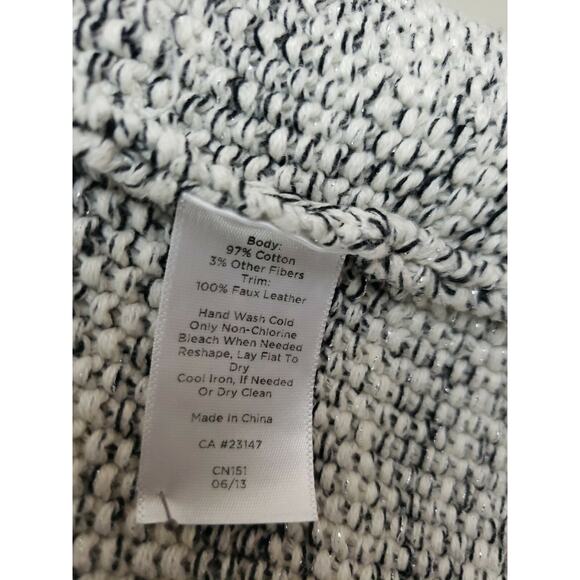 Body:
97% Cotton
3% Other Fibers
Trim:
100% Faux Leather
Hand Wash Cold
Only Non-Chlorine
Bleach When Needed
Reshape, Lay Flat To
Dry
Cool Iron, If Needed
Or Dry Clean
Made In China
CA #23147
CN151
06/13